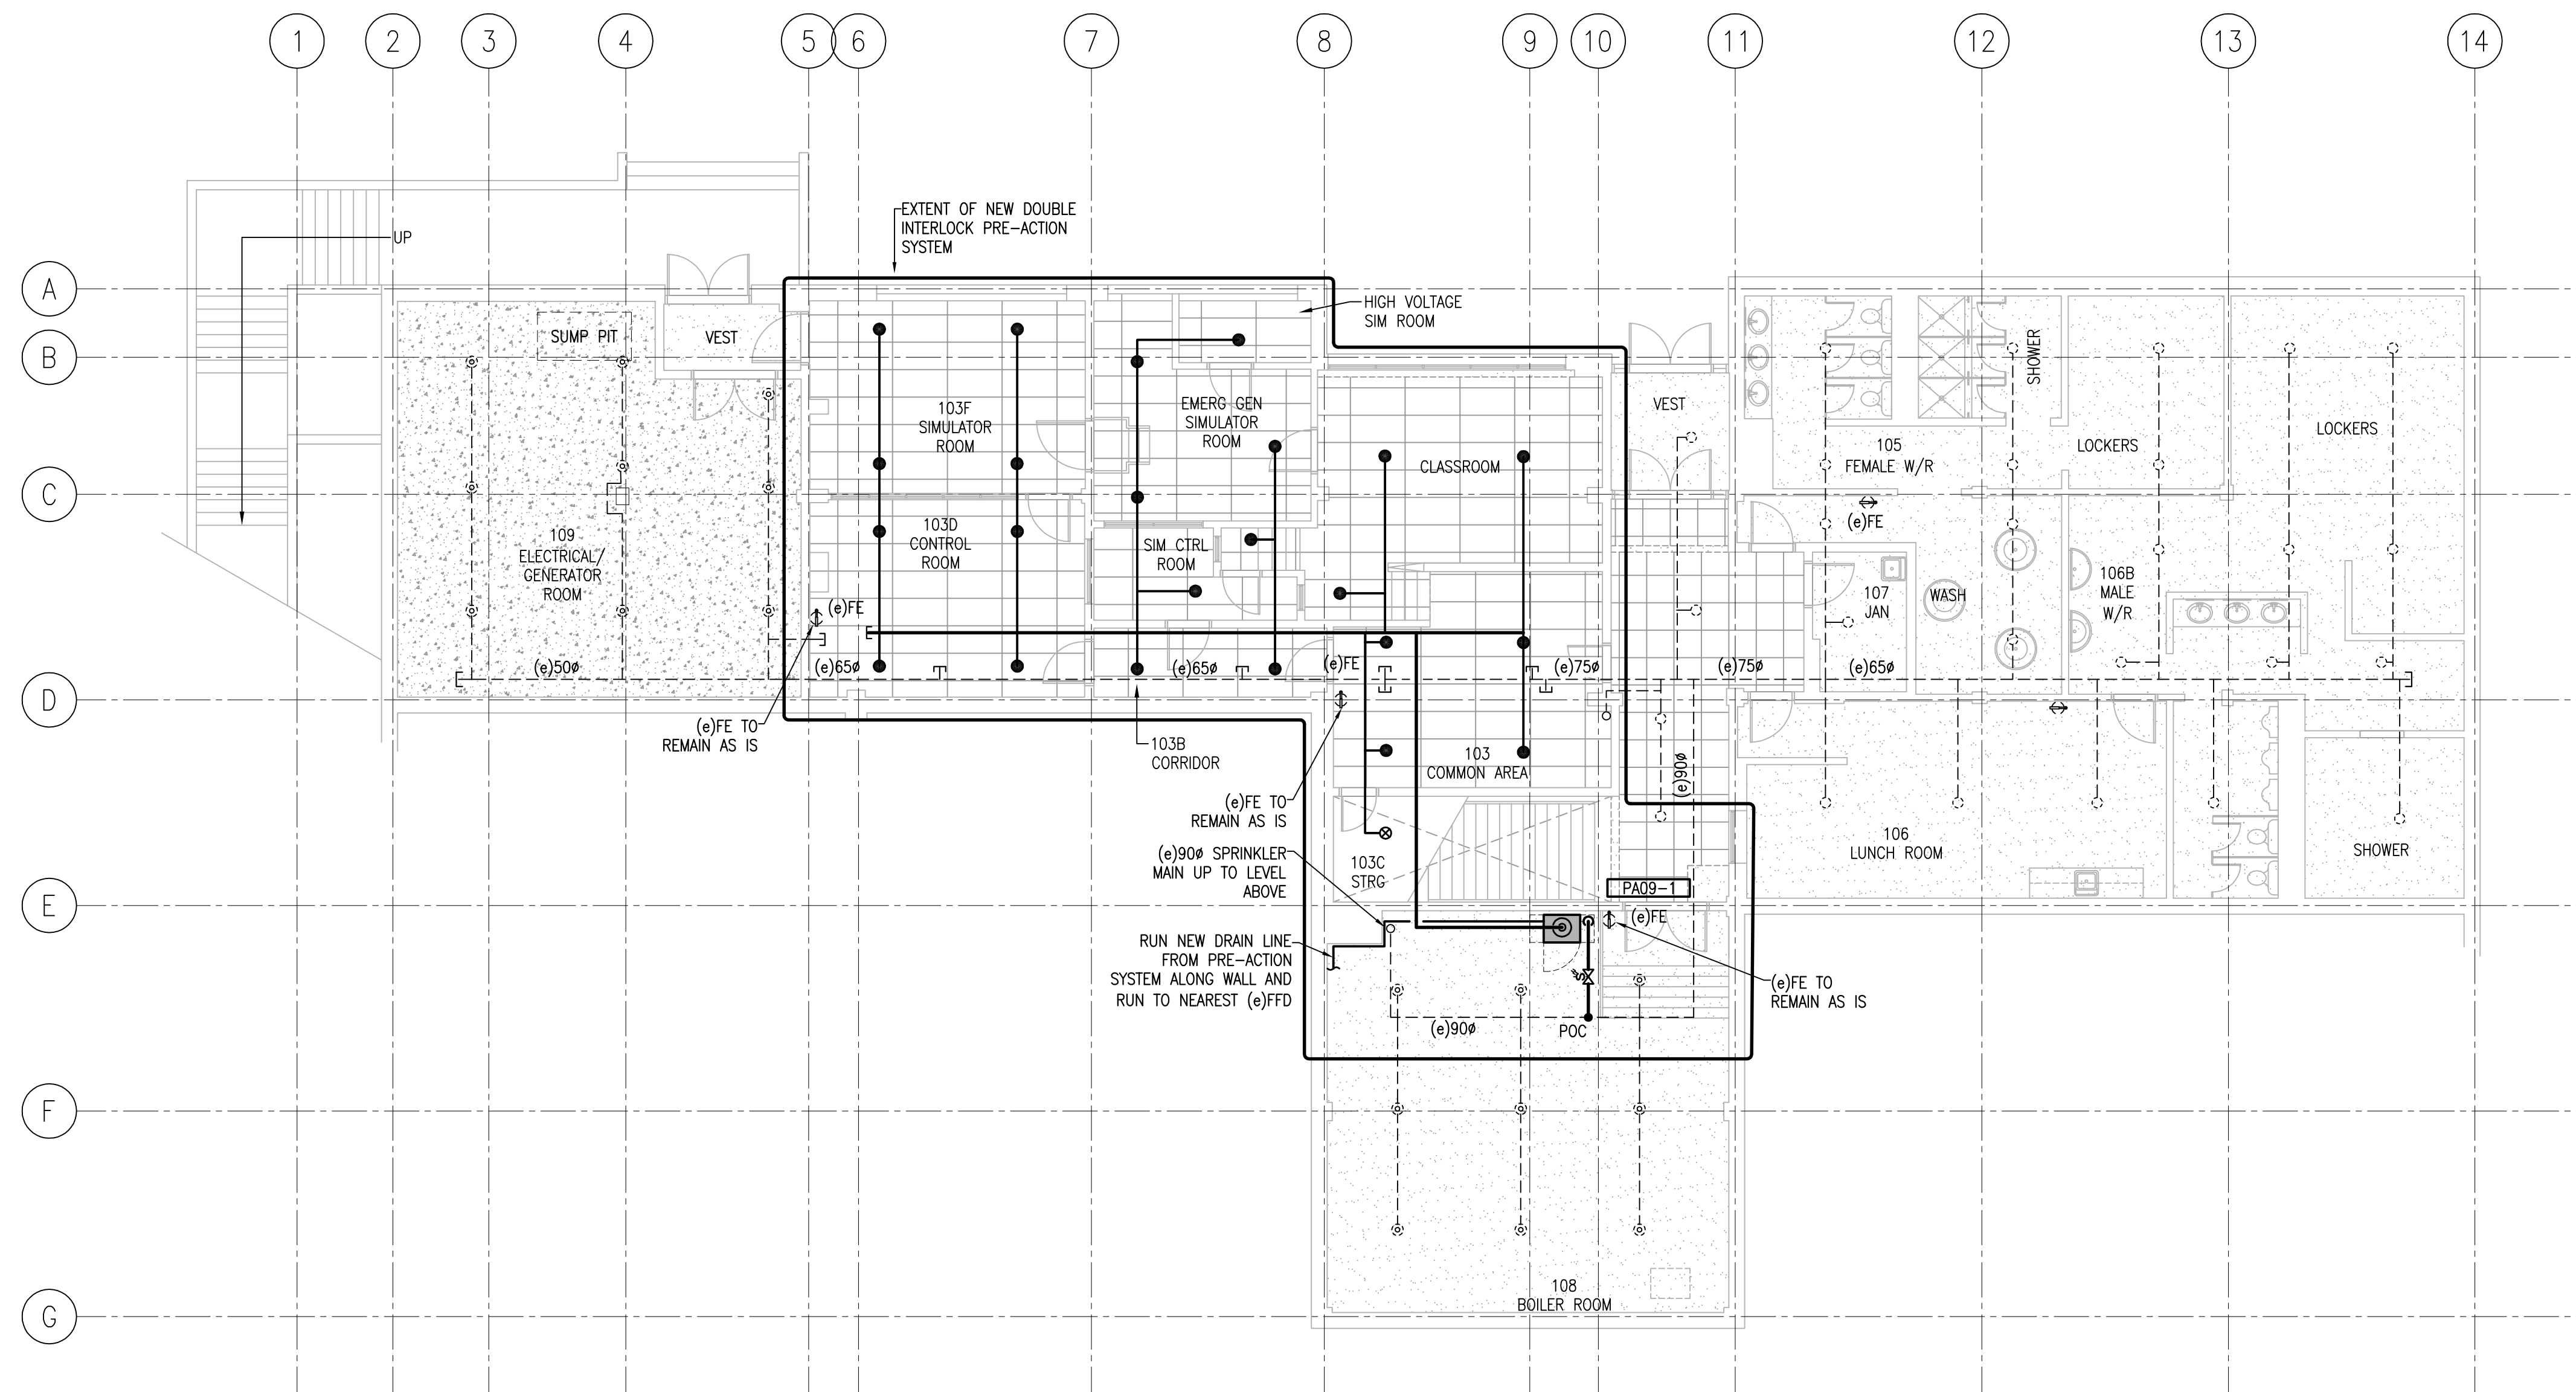 1
2
3
4
5
6
7
8
9
10
11
12
13
14
A
B
C
D
E
F
G
UP
EXTENT OF NEW DOUBLE
INTERLOCK PRE-ACTION
SYSTEM
HIGH VOLTAGE
SIM ROOM
SUMP PIT
VEST
103F
SIMULATOR
ROOM
EMERG GEN
SIMULATOR
ROOM
CLASSROOM
VEST
SHOWER
105
FEMALE W/R
LOCKERS
LOCKERS
(e)FE
109
ELECTRICAL/
GENERATOR
ROOM
103D
CONTROL
ROOM
SIM CTRL
ROOM
107
JAN
WASH
106B
MALE
W/R
(e)FE
(e)50ø
(e)65ø
(e)65ø
(e)FE
(e)75ø
(e)75ø
(e)65ø
(e)FE TO
REMAIN AS IS
103B
CORRIDOR
103
COMMON AREA
(e)90ø
(e)FE TO
REMAIN AS IS
106
LUNCH ROOM
SHOWER
(e)90ø SPRINKLER
MAIN UP TO LEVEL
ABOVE
103C
STRG
PA09-1
(e)FE
RUN NEW DRAIN LINE
FROM PRE-ACTION
SYSTEM ALONG WALL AND
RUN TO NEAREST (e)FFD
S
(e)FE TO
REMAIN AS IS
(e)90ø
POC
108
BOILER ROOM